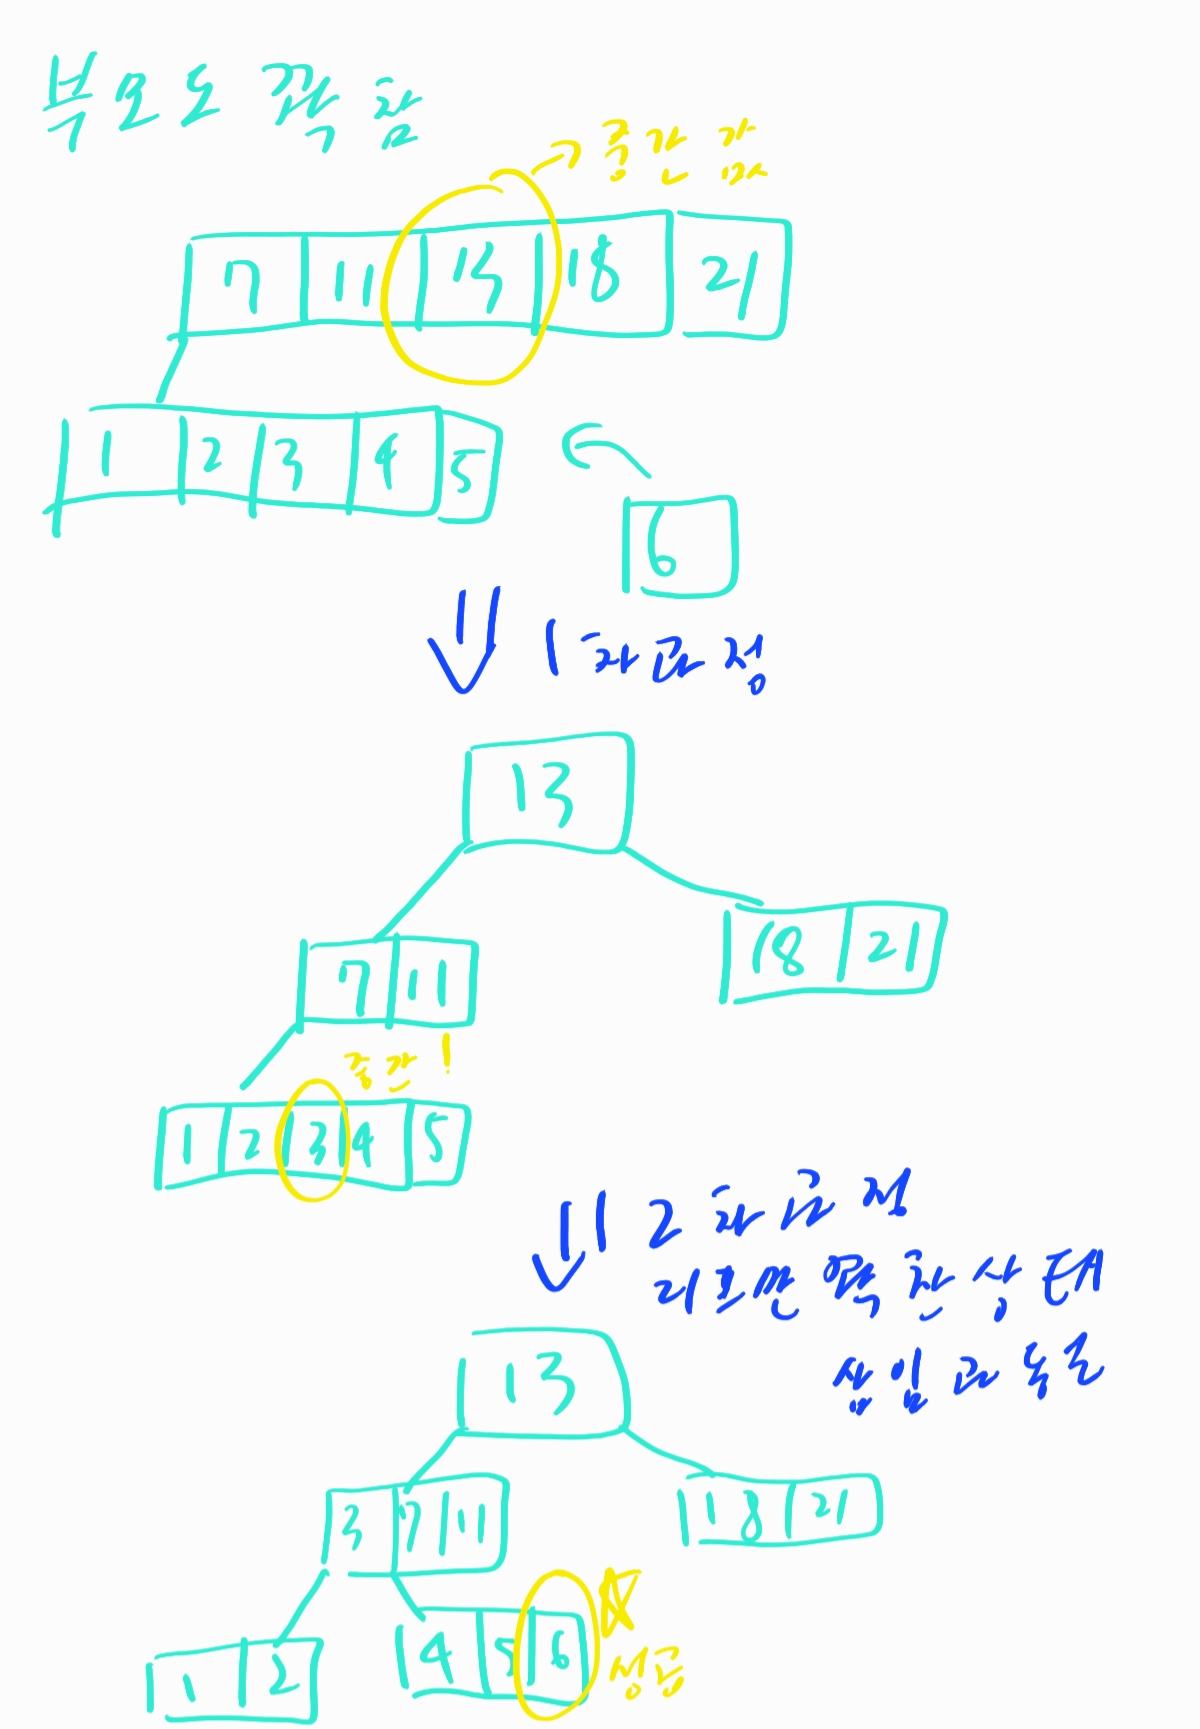 부모도 꽉 참
→ 중간 값
7 11 13 18 21
1 2 3 4 5
6
1차과정
13
7 11 18 21
중간!
1 2 3 4 5
2차과정
리프만 꽉 찬 상태
삽입과 동일
13
3 7 11 18 21
1 2 4 5 6
성공